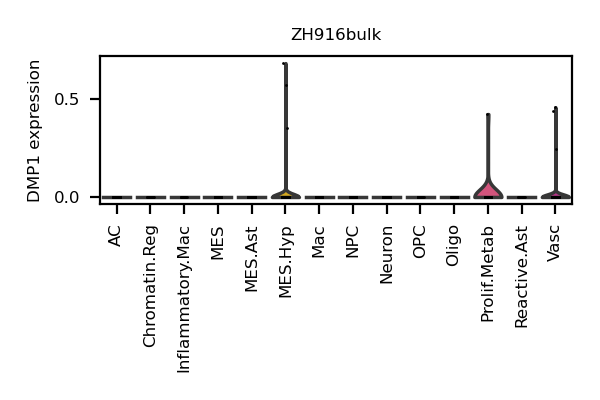 ZH916bulk
DMP1 expression
0.5
0.0
AC
Chromatin.Reg
Inflammatory.Mac
MES
MES.Ast
MES.Hyp
Mac
NPC
Neuron
OPC
Oligo
Prolif.Metab
Reactive.Ast
Vasc